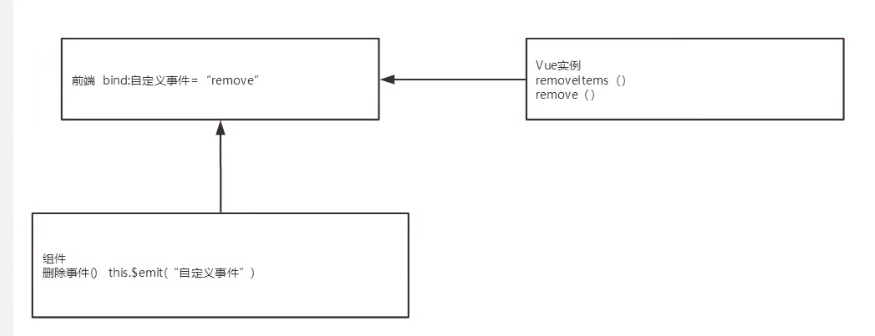 前端 bind:自定义事件=“remove”
Vue实例
removeItems（）
remove（）
组件
删除事件() this.$emit(“自定义事件”)